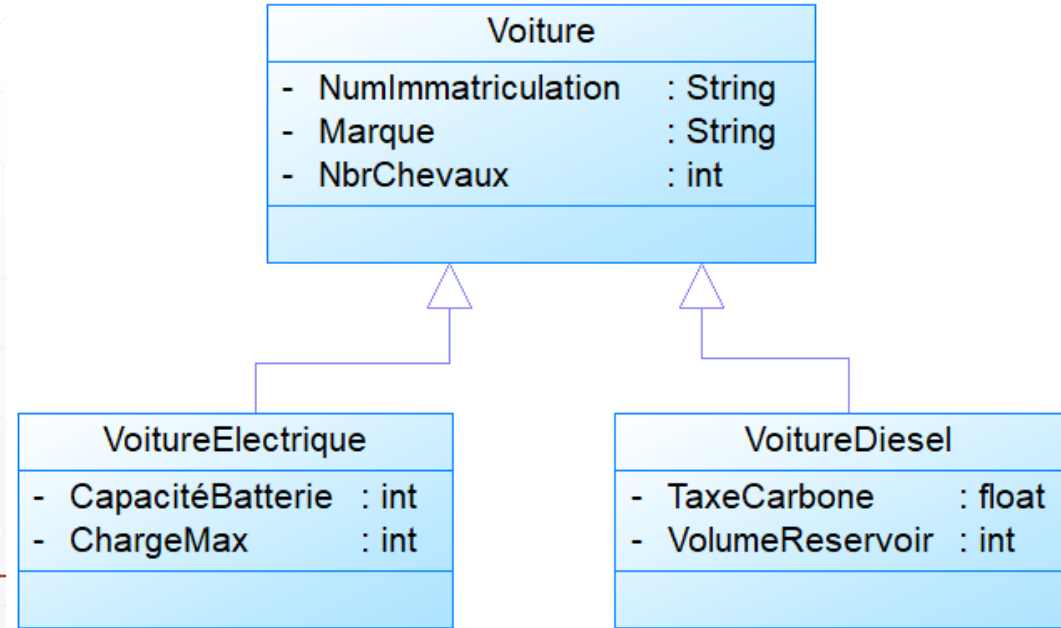 Voiture
- NumImmatriculation : String
- Marque : String
- NbrChevaux : int
VoitureElectrique
- CapacitéBatterie : int
- ChargeMax : int
VoitureDiesel
- TaxeCarbone : float
- VolumeReservoir : int